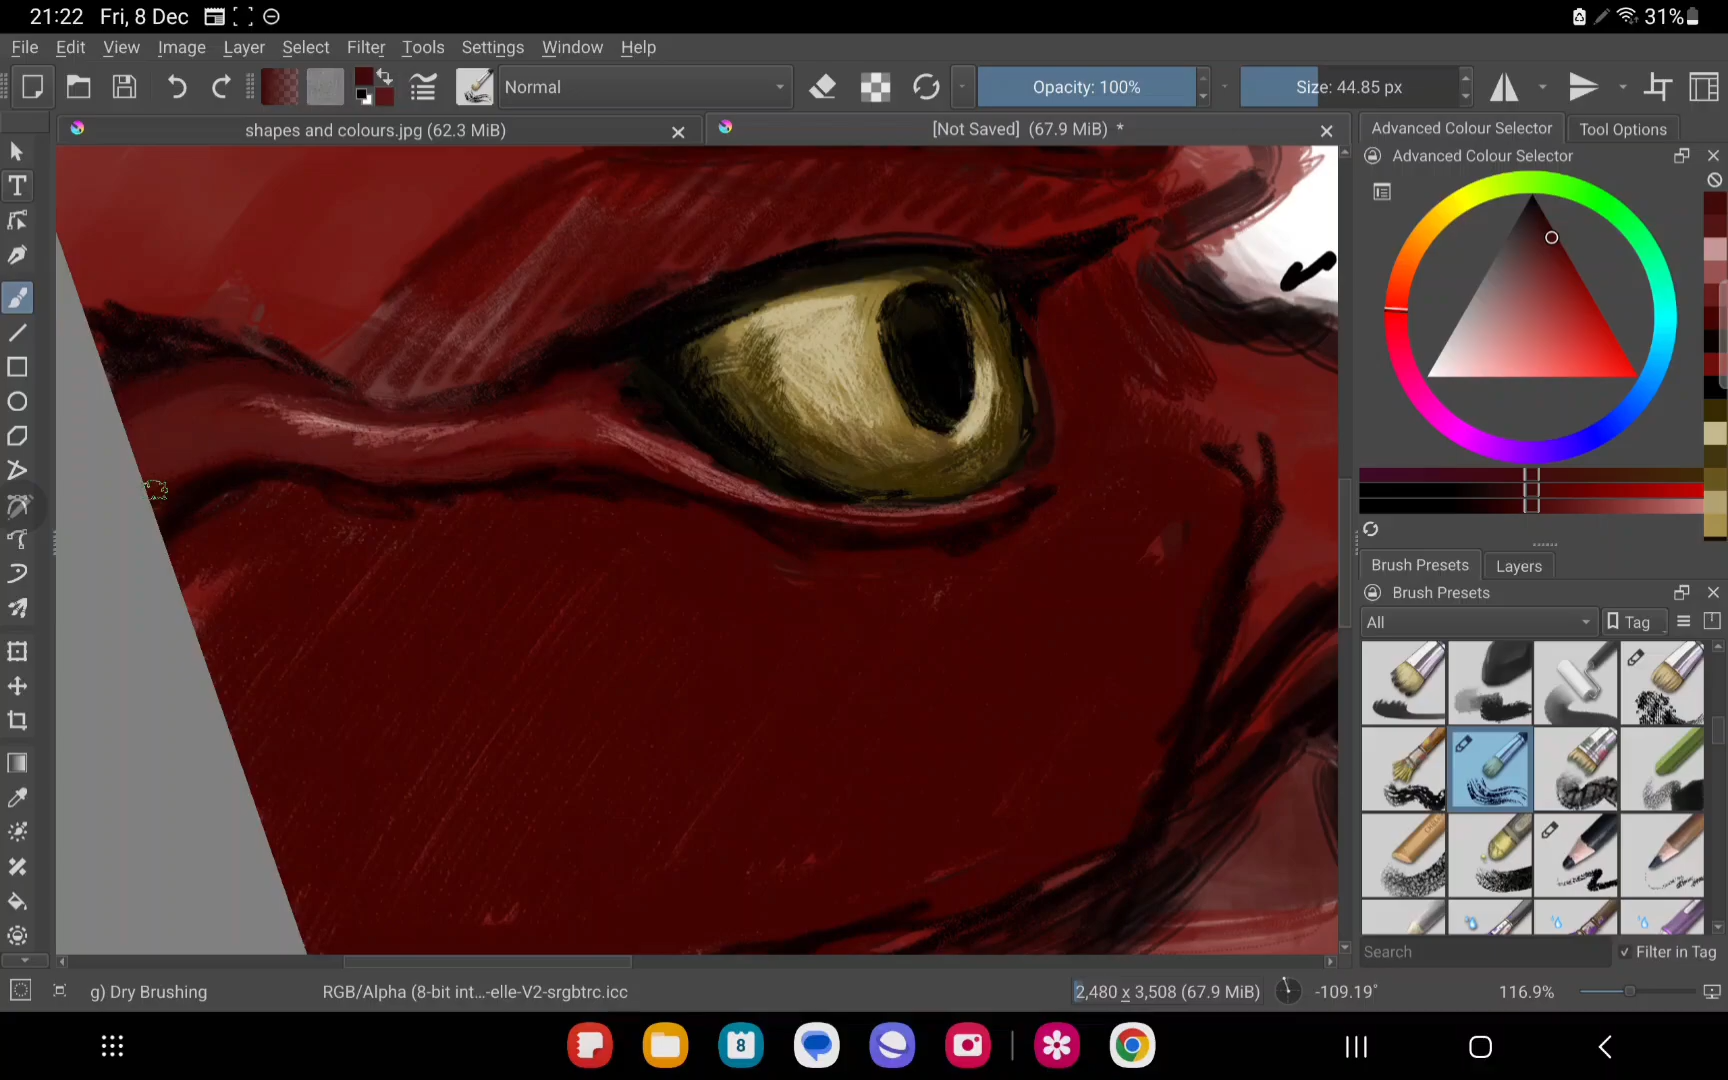 21:22 Fri, 8 Dec 31%
File Edit View Image Layer Select Filter Tools Settings Window Help
Normal Opacity: 100% Size: 44.85 px
shapes and colours.jpg (62.3 MiB) [Not Saved] (67.9 MiB) * Advanced Colour Selector Tool Options
Advanced Colour Selector
T
Brush Presets Layers
Brush Presets
All Tag
Search Filter in Tag
g) Dry Brushing RGB/Alpha (8-bit int...-elle-V2-srgbtrc.icc 2,480 x 3,508 (67.9 MiB) -109.19° 116.9%
8